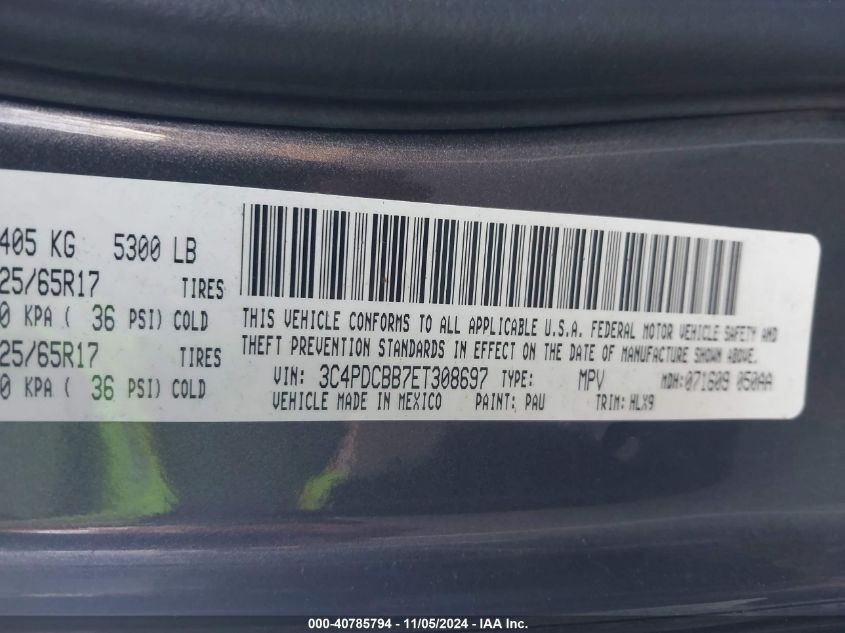 405 KG 5300 LB
25/65R17 TIRES
0 KPA ( 36 PSI) COLD
25/65R17 TIRES
0 KPA ( 36 PSI) COLD
THIS VEHICLE CONFORMS TO ALL APPLICABLE U.S.A. FEDERAL MOTOR VEHICLE SAFETY AND
THEFT PREVENTION STANDARDS IN EFFECT ON THE DATE OF MANUFACTURE SHOWN ABOVE.
VIN: 3C4PDCBB7ET308697 TYPE: MPV MDH: 071609 050AA
VEHICLE MADE IN MEXICO PAINT: PAU TRIM: HLX9
000-40785794 - 11/05/2024 - IAA Inc.